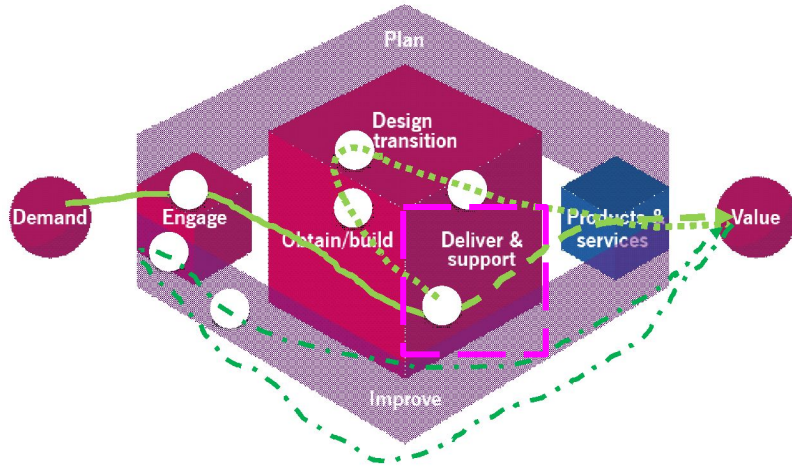 Plan
Design
transition
Demand
Engage
Obtain/build
Deliver &
support
Products &
services
Value
Improve